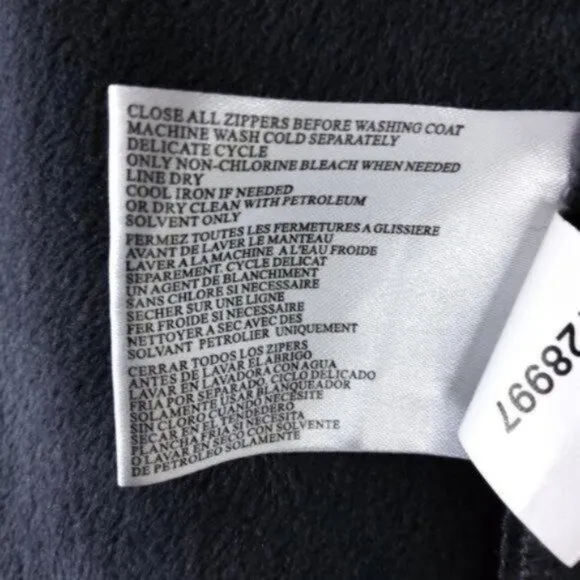 CLOSE ALL ZIPPERS BEFORE WASHING COAT
MACHINE WASH COLD SEPARATELY
DELICATE CYCLE
ONLY NON-CHLORINE BLEACH WHEN NEEDED
LINE DRY
COOL IRON IF NEEDED
OR DRY CLEAN WITH PETROLEUM
SOLVENT ONLY
FERMEZ TOUTES LES FERMETURES A GLISSIERE
AVANT DE LAVER LE MANTEAU
LAVER A LA MACHINE A L'EAU FROIDE
SEPAREMENT. CYCLE DELICAT
UN AGENT DE BLANCHIMENT
SANS CHLORE SI NECESSAIRE
SECHER SUR UNE LIGNE
FER FROIDE SI NECESSAIRE
NETTOYER A SEC AVEC DES
SOLVANT PETROLIER UNIQUEMENT
CERRAR TODOS LOS ZIPERS
ANTES DE LAVAR EL ABRIGO
LAVAR EN LAVADORA CON AGUA
FRIA POR SEPARADO, CICLO DELICADO
SOLAMENTE USAR BLANQUEADOR
SIN CLORO CUANDO NECESITE
SECAR EN EL TENDEDERO
PLANCHA FRIA SI NECESITA
O LAVAR EN SECO CON SOLVENTE
DE PETROLEO SOLAMENTE
28997